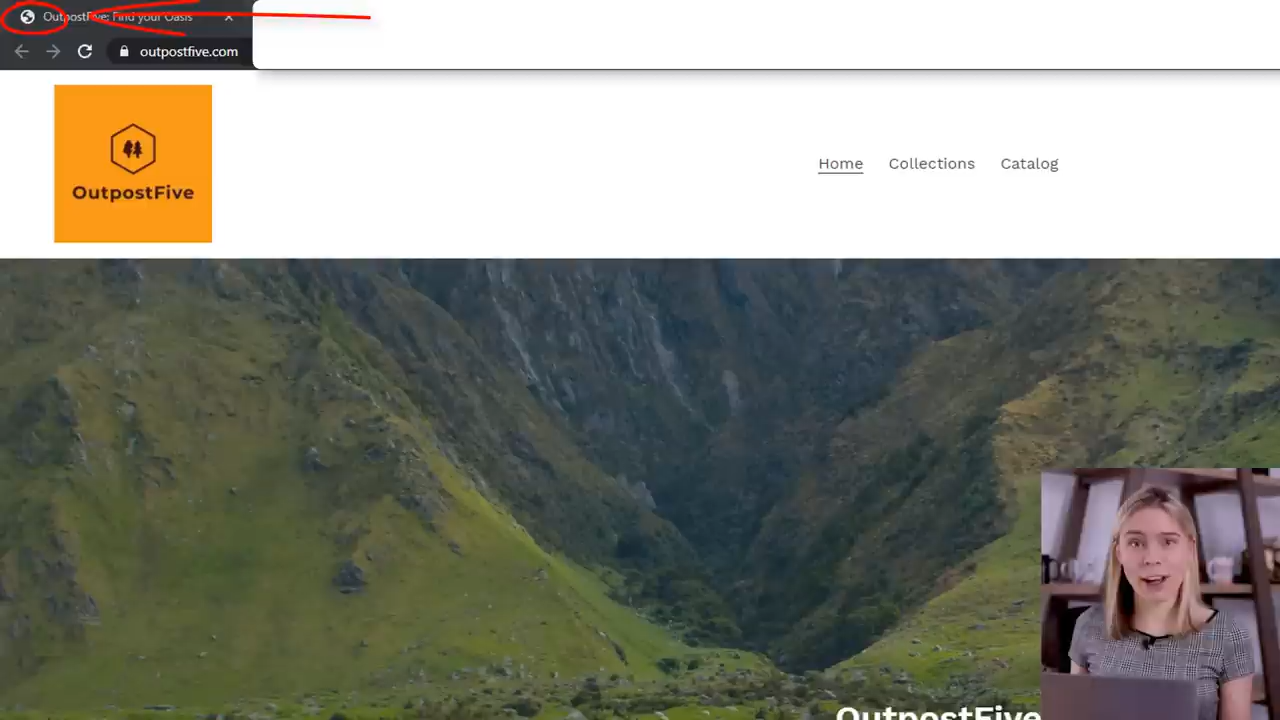 OutpostFive: Find your Oasis
outpostfive.com
OutpostFive
Home Collections Catalog
OutpostFive